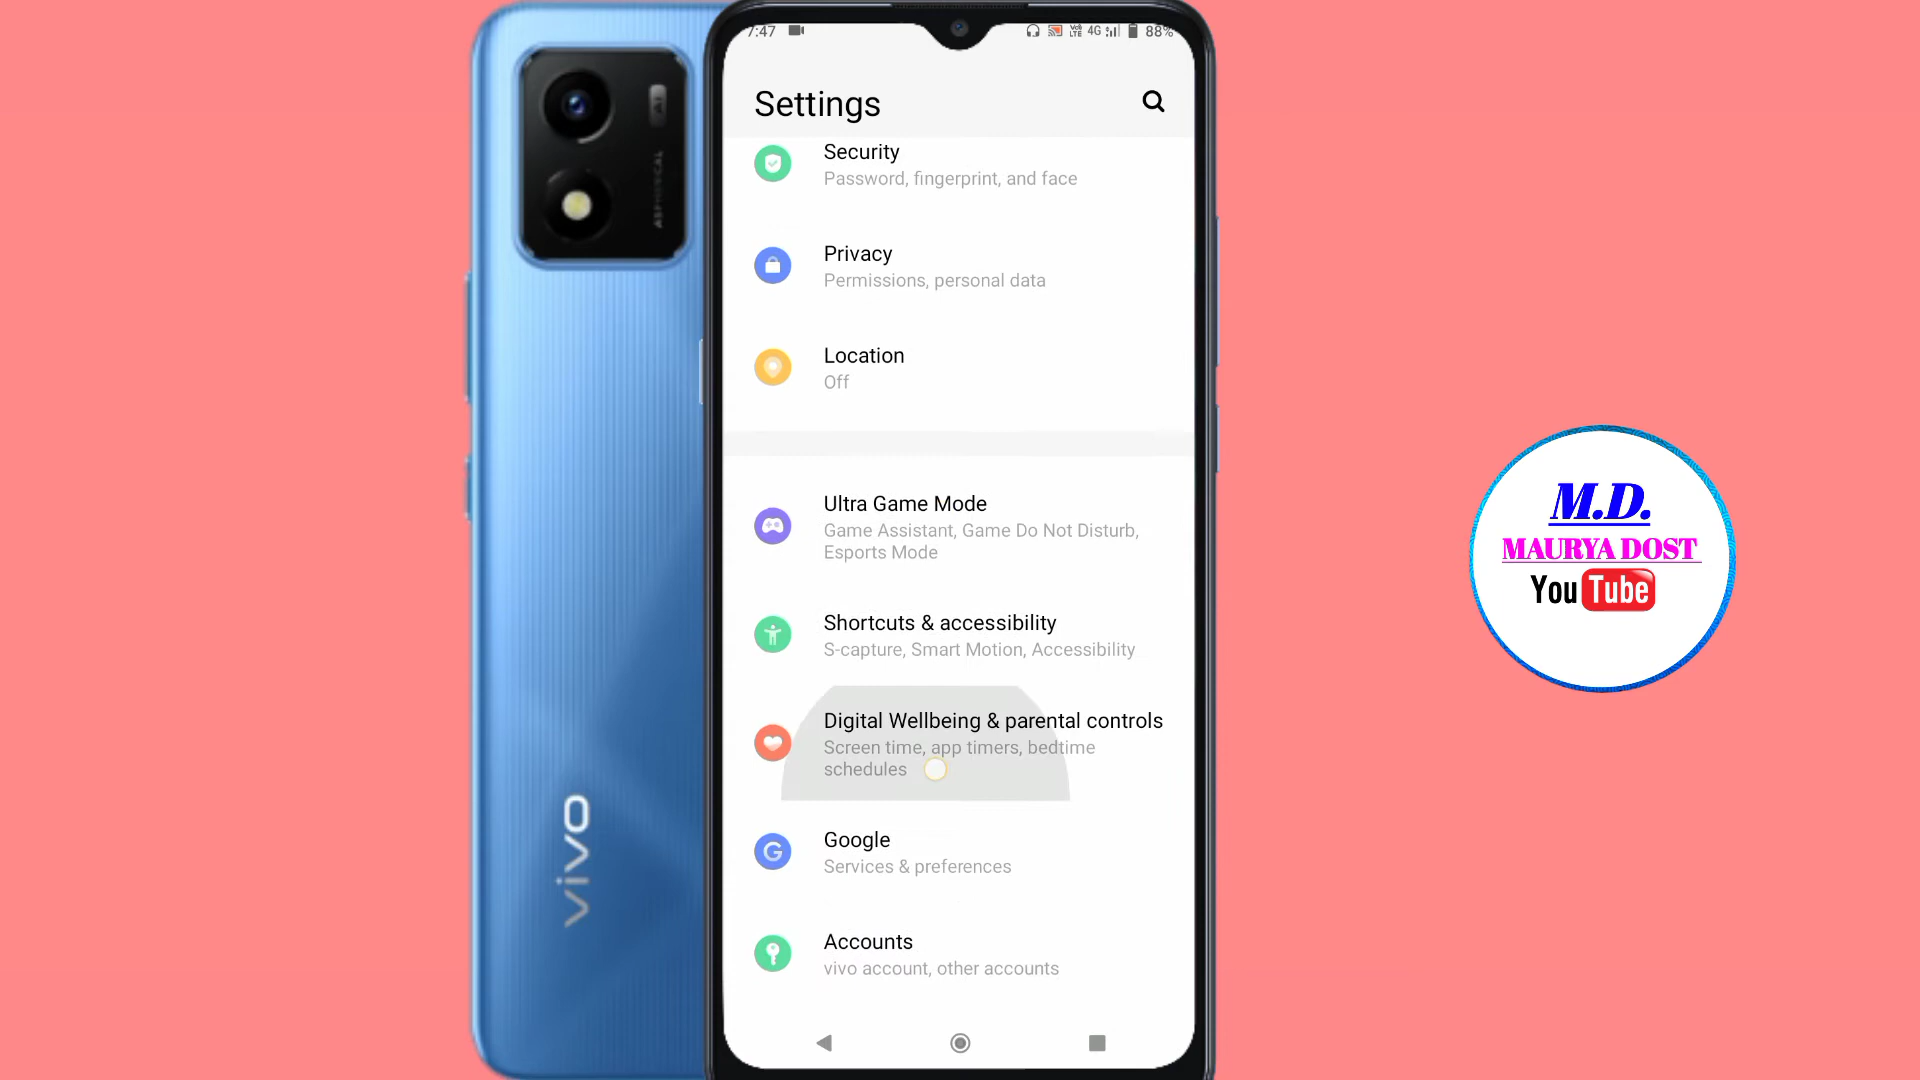 7:47
4G
88%
Settings
Security
Password, fingerprint, and face
Privacy
Permissions, personal data
Location
Off
Ultra Game Mode
Game Assistant, Game Do Not Disturb,
Esports Mode
Shortcuts & accessibility
S-capture, Smart Motion, Accessibility
Digital Wellbeing & parental controls
Screen time, app timers, bedtime
schedules
Google
Services & preferences
Accounts
vivo account, other accounts
AI
vivo
M.D.
MAURYA DOST
YouTube